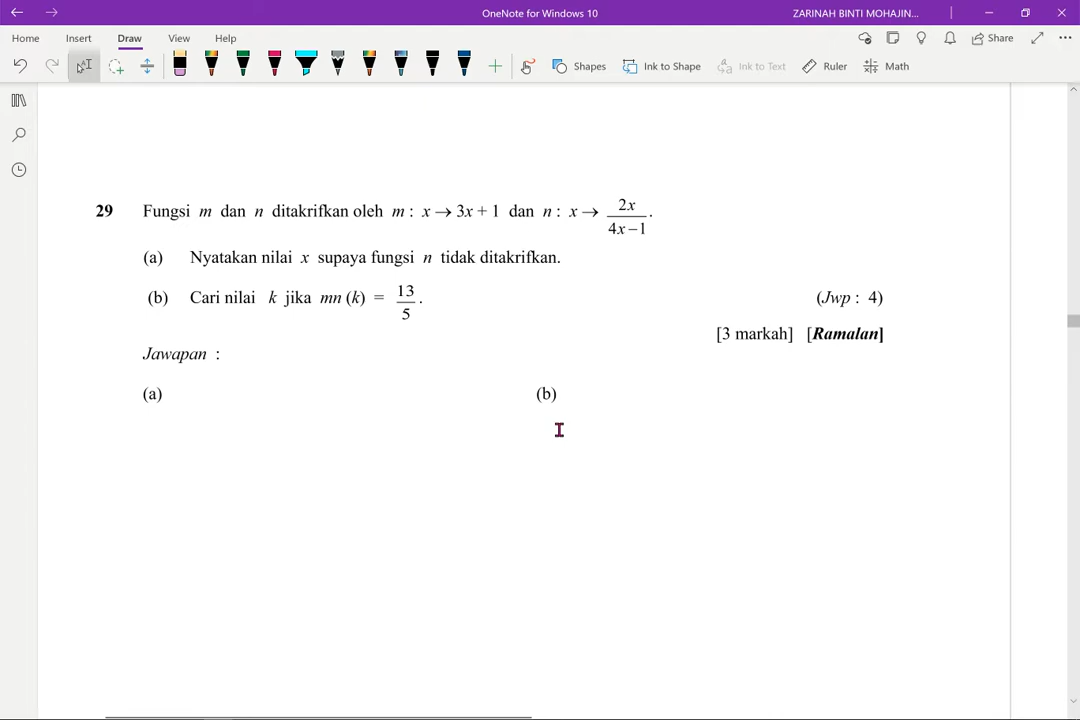 OneNote for Windows 10
ZARINAH BINTI MOHAJIN...
Home Insert Draw View Help
Share
Shapes Ink to Shape Ink to Text Ruler Math
29 Fungsi m dan n ditakrifkan oleh m : x → 3x + 1 dan n : x → 2x/(4x − 1).
(a) Nyatakan nilai x supaya fungsi n tidak ditakrifkan.
(b) Cari nilai k jika mn (k) = 13/5.
(Jwp : 4)
[3 markah] [Ramalan]
Jawapan :
(a) (b)